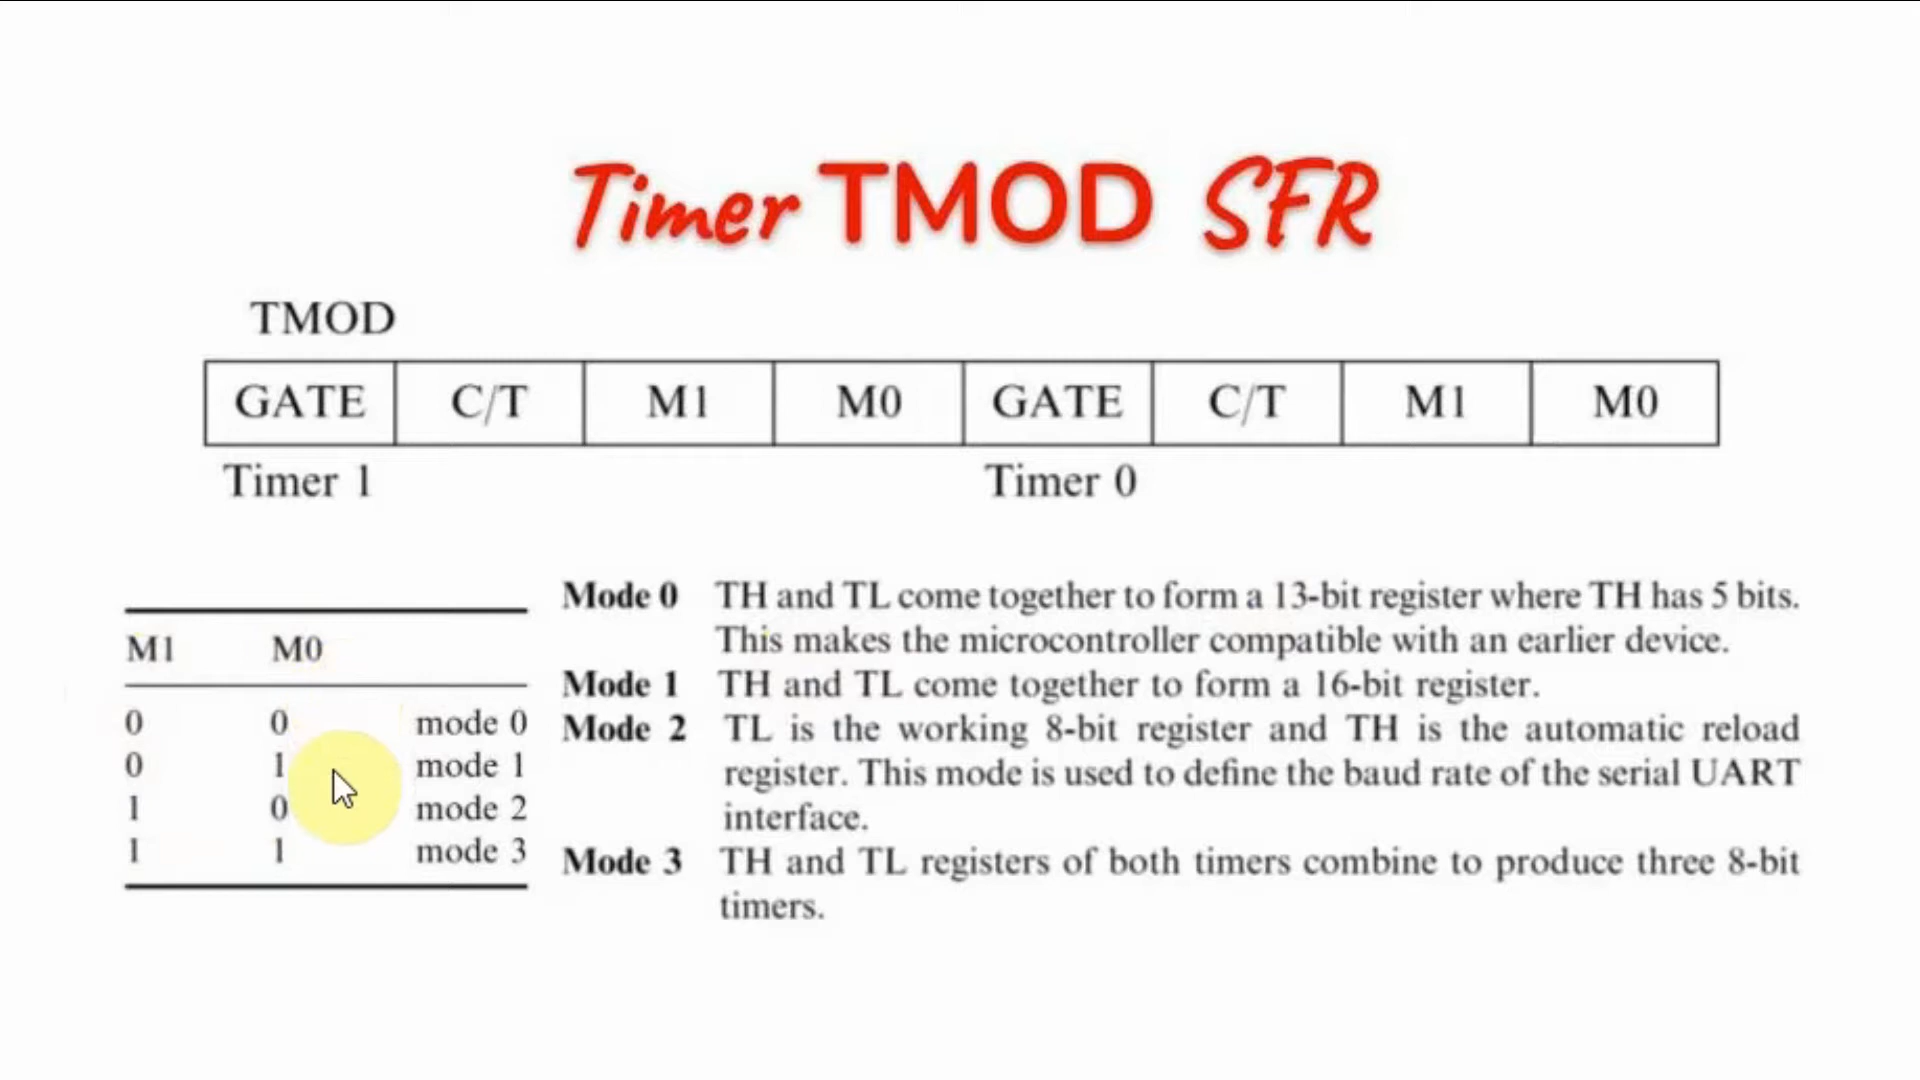 Timer TMOD SFR
TMOD
GATE C/T M1 M0 GATE C/T M1 M0
Timer 1 Timer 0
M1 M0
0 0 mode 0
0 1 mode 1
1 0 mode 2
1 1 mode 3
Mode 0 TH and TL come together to form a 13-bit register where TH has 5 bits.
This makes the microcontroller compatible with an earlier device.
Mode 1 TH and TL come together to form a 16-bit register.
Mode 2 TL is the working 8-bit register and TH is the automatic reload
register. This mode is used to define the baud rate of the serial UART
interface.
Mode 3 TH and TL registers of both timers combine to produce three 8-bit
timers.